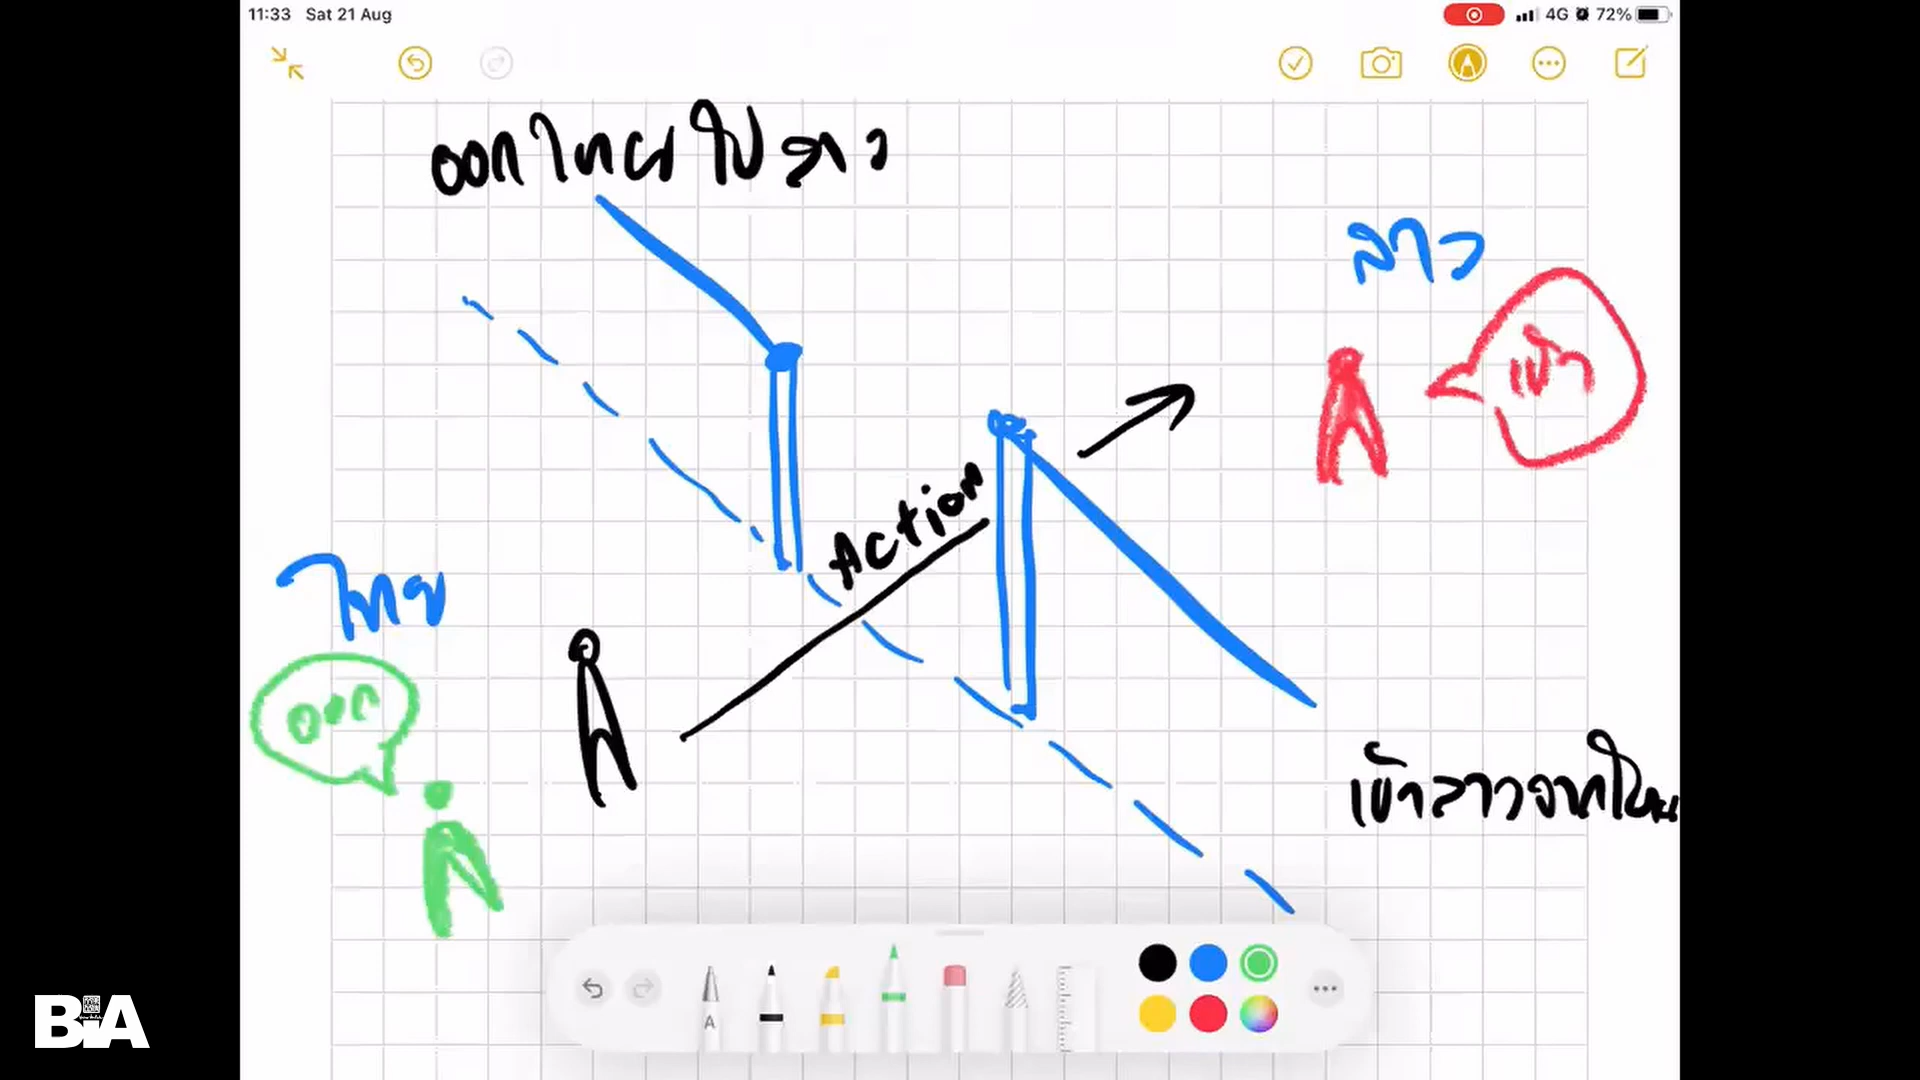 11:33 Sat 21 Aug
4G 72%
ออกไทยไปลาว
ลาว
เข้า
Action
ไทย
ออก
เข้าลาวจากไทย
A
BIA